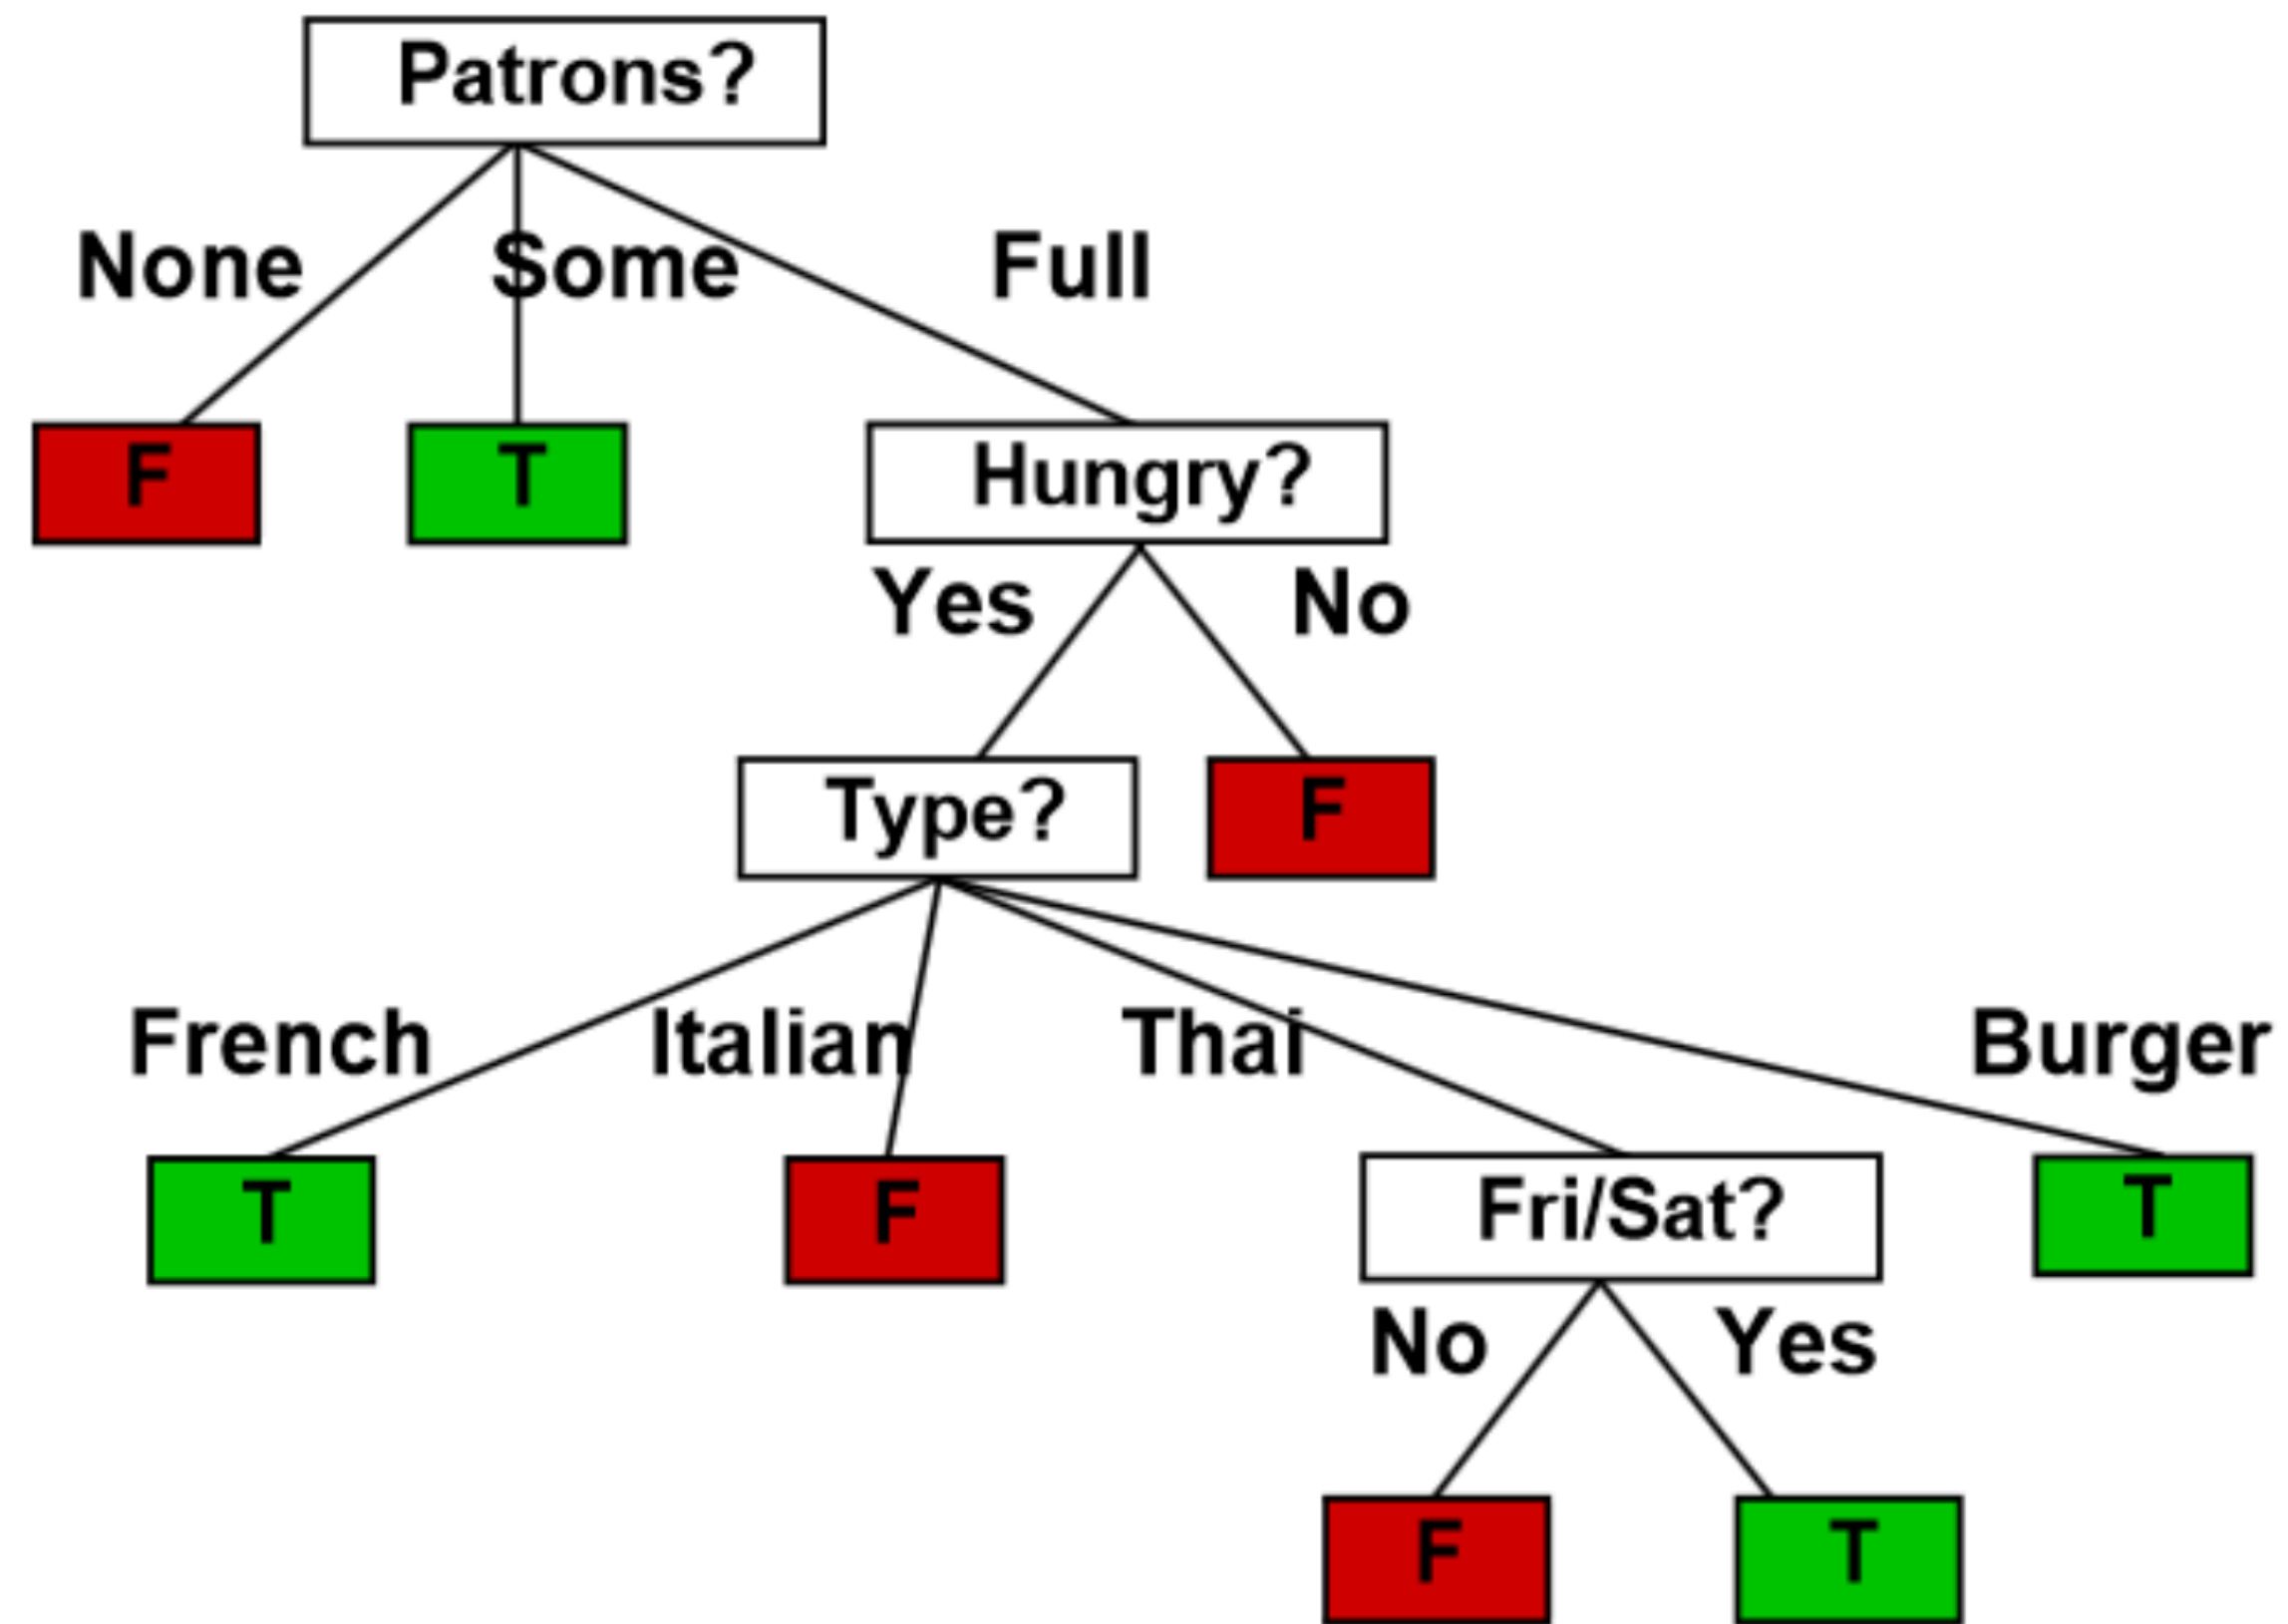 Patrons?
None Some Full
F T Hungry?
Yes No
Type? F
French Italian Thai Burger
T F Fri/Sat? T
No Yes
F T